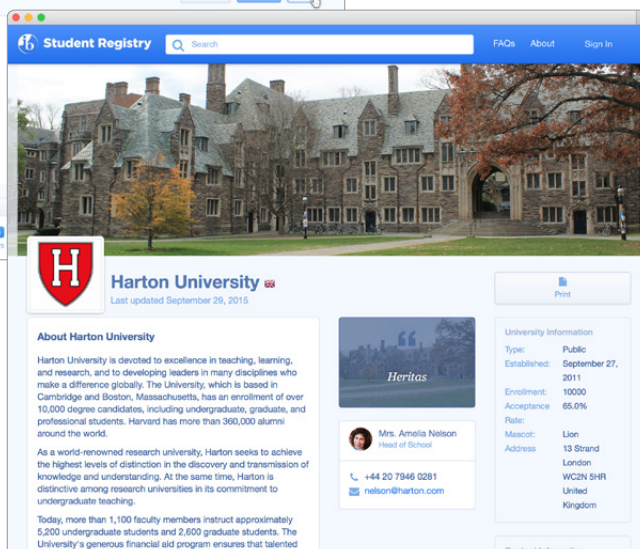 Student Registry
Search
FAQs
About
Sign In
H
Harton University
Last updated September 29, 2015
Print
About Harton University
Harton University is devoted to excellence in teaching, learning,
and research, and to developing leaders in many disciplines who
make a difference globally. The University, which is based in
Cambridge and Boston, Massachusetts, has an enrollment of over
10,000 degree candidates, including undergraduate, graduate, and
professional students. Harvard has more than 360,000 alumni
around the world.
As a world-renowned research university, Harton seeks to achieve
the highest levels of distinction in the discovery and transmission of
knowledge and understanding. At the same time, Harton is
distinctive among research universities in its commitment to
undergraduate teaching.
Today, more than 1,100 faculty members instruct approximately
5,200 undergraduate students and 2,600 graduate students. The
University's generous financial aid program ensures that talented
“
Heritas
Mrs. Amelia Nelson
Head of School
+44 20 7946 0281
nelson@harton.com
University Information
Type: Public
Established: September 27,
2011
Enrollment: 10000
Acceptance 65.0%
Rate:
Mascot: Lion
Address 13 Strand
London
WC2N 5HR
United
Kingdom